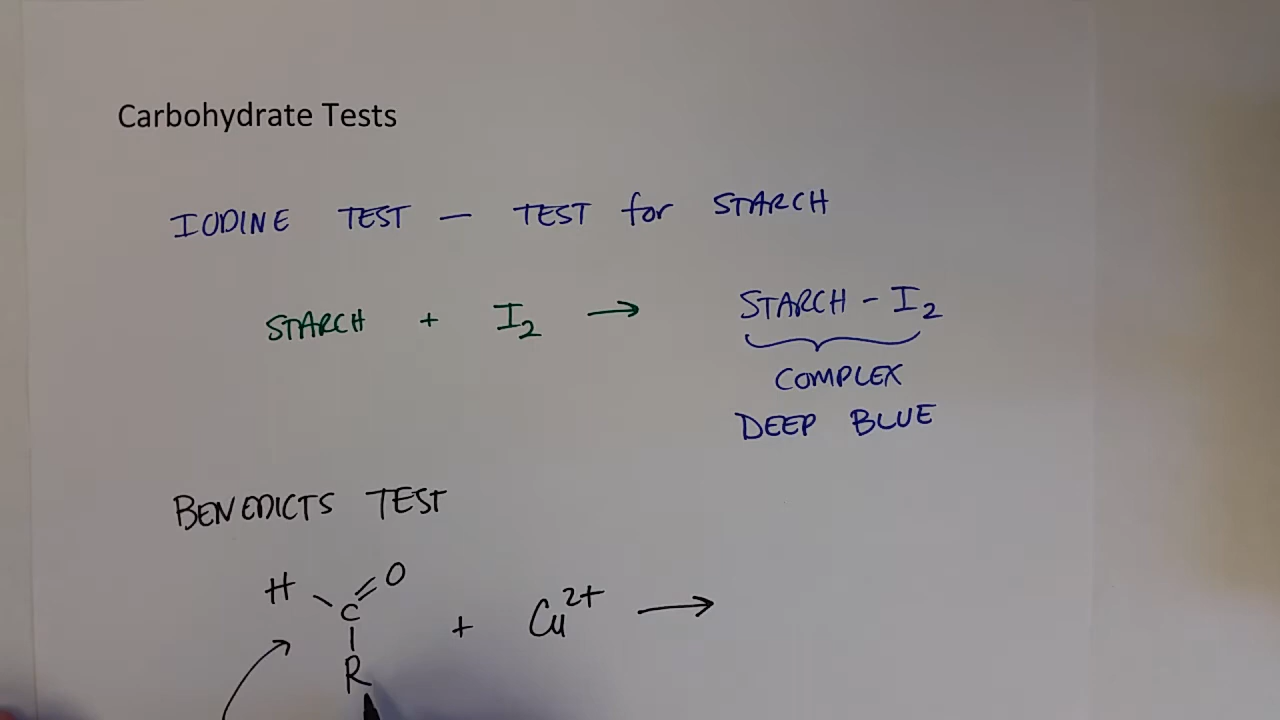 Carbohydrate Tests
IODINE TEST — TEST for STARCH
STARCH + I₂ → STARCH - I₂
COMPLEX
DEEP BLUE
BENEDICTS TEST
H O
C + Cu²⁺ →
R